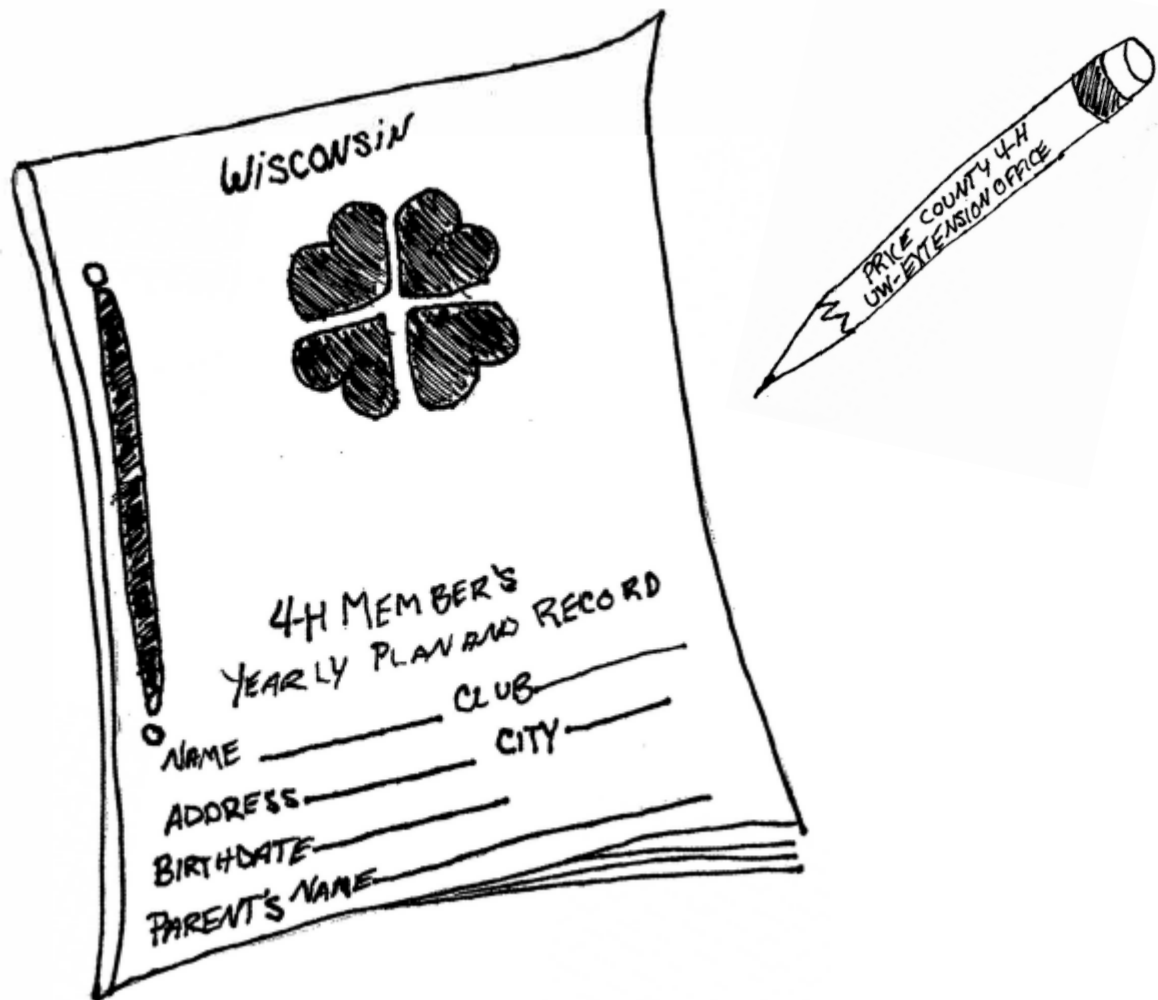 WISCONSIN
4-H MEMBER'S
YEARLY PLAN AND RECORD
NAME CLUB
ADDRESS CITY
BIRTHDATE
PARENT'S NAME
PRICE COUNTY 4-H
UW-EXTENSION OFFICE